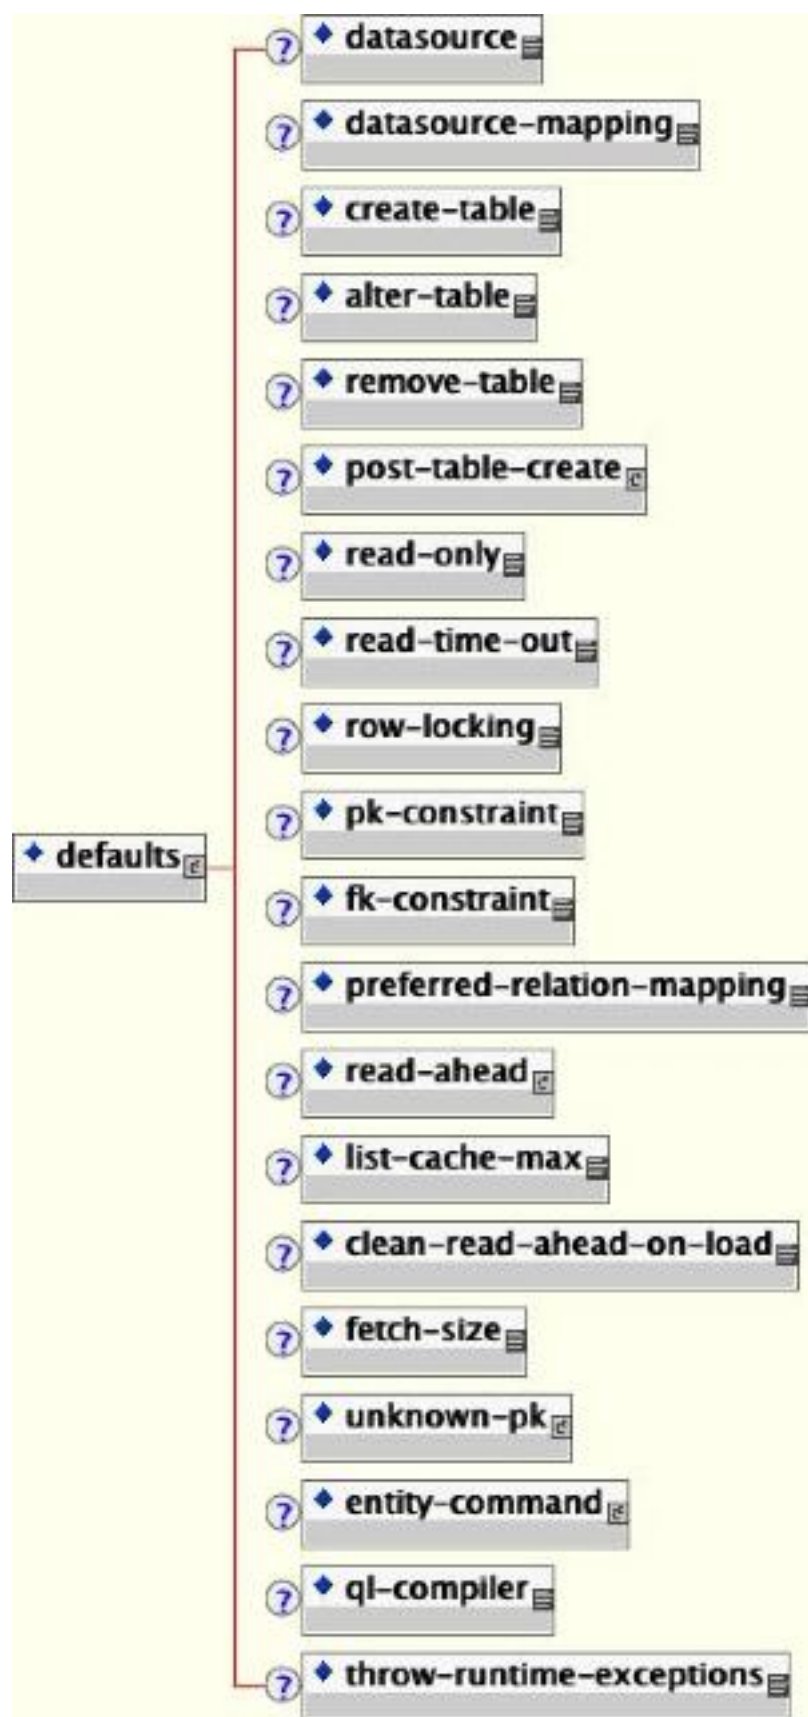 datasource
datasource-mapping
create-table
alter-table
remove-table
post-table-create
read-only
read-time-out
row-locking
pk-constraint
defaults
fk-constraint
preferred-relation-mapping
read-ahead
list-cache-max
clean-read-ahead-on-load
fetch-size
unknown-pk
entity-command
ql-compiler
throw-runtime-exceptions